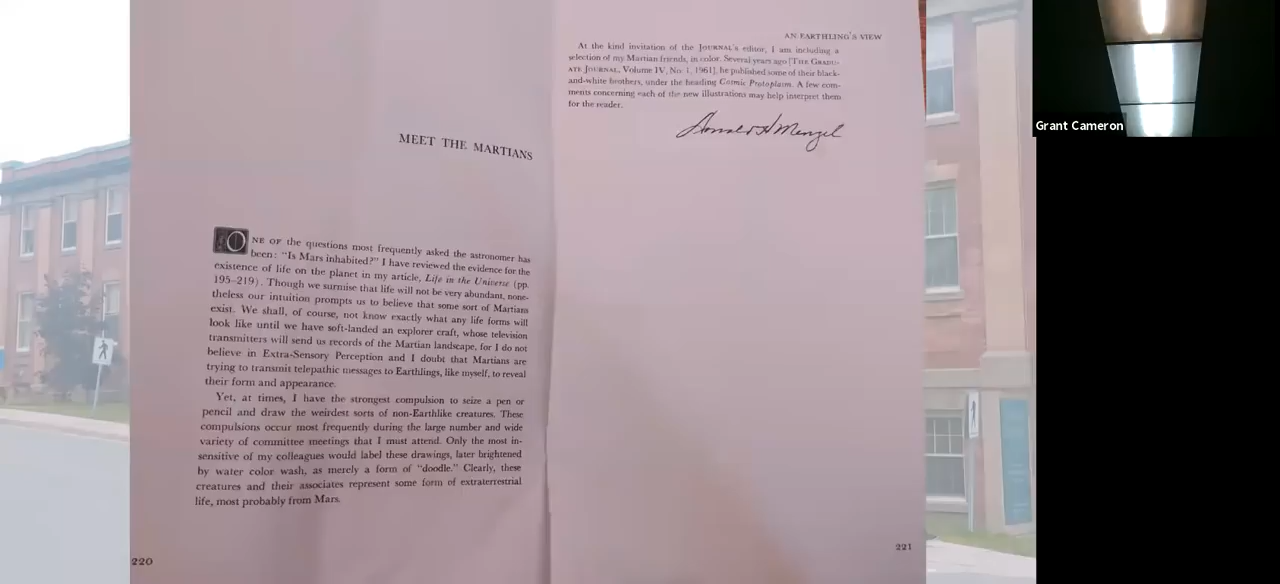 MEET THE MARTIANS
ONE OF the questions most frequently asked the astronomer has
been: "Is Mars inhabited?" I have reviewed the evidence for the
existence of life on the planet in my article, Life in the Universe (pp.
195–219). Though we surmise that life will not be very abundant, none-
theless our intuition prompts us to believe that some sort of Martians
exist. We shall, of course, not know exactly what any life forms will
look like until we have soft-landed an explorer craft, whose television
transmitters will send us records of the Martian landscape, for I do not
believe in Extra-Sensory Perception and I doubt that Martians are
trying to transmit telepathic messages to Earthlings, like myself, to reveal
their form and appearance.
Yet, at times, I have the strongest compulsion to seize a pen or
pencil and draw the weirdest sorts of non-Earthlike creatures. These
compulsions occur most frequently during the large number and wide
variety of committee meetings that I must attend. Only the most in-
sensitive of my colleagues would label these drawings, later brightened
by water color wash, as merely a form of "doodle." Clearly, these
creatures and their associates represent some form of extraterrestrial
life, most probably from Mars.
220
AN EARTHLING'S VIEW
At the kind invitation of the JOURNAL's editor, I am including a
selection of my Martian friends, in color. Several years ago [THE GRADU-
ATE JOURNAL, Volume IV, No. 1, 1961], he published some of their black-
and-white brothers, under the heading Cosmic Protoplasm. A few com-
ments concerning each of the new illustrations may help interpret them
for the reader.
Donald H Menzel
221
Grant Cameron